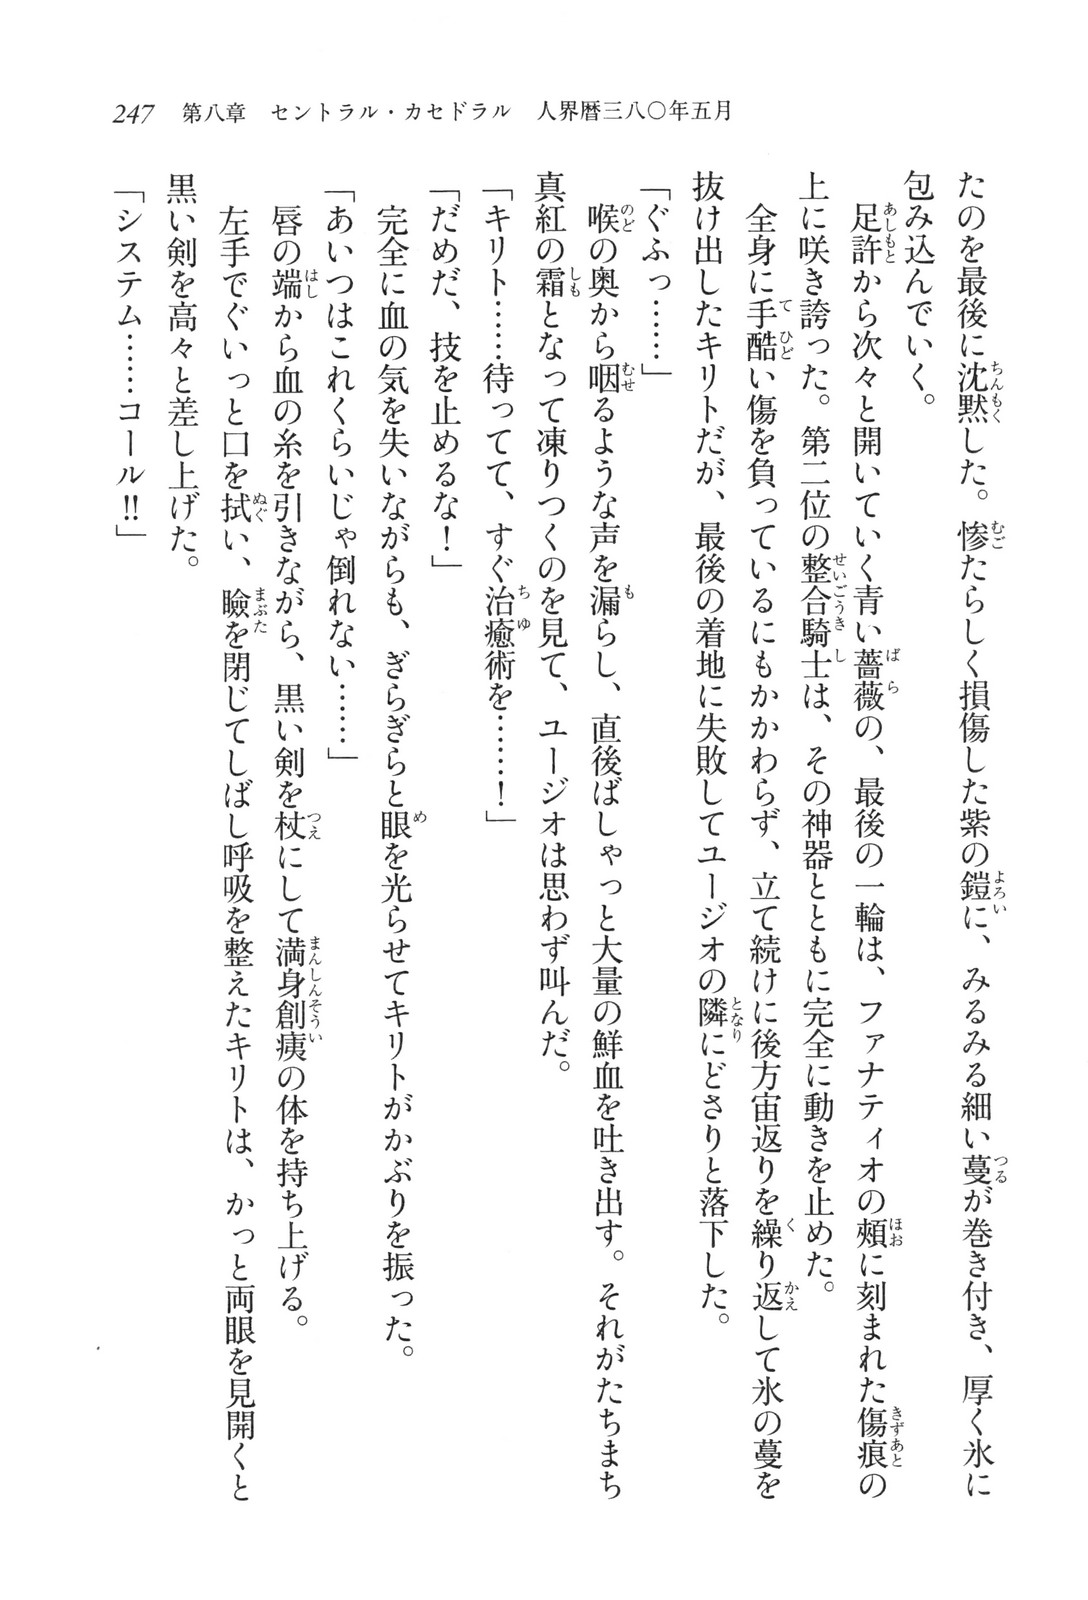 247　第八章　セントラル・カセドラル　人界暦三八〇年五月
たのを最後に沈黙した。惨たらしく損傷した紫の鎧に、みるみる細い蔓が巻き付き、厚く氷に
包み込んでいく。
　足許から次々と開いていく青い薔薇の、最後の一輪は、ファナティオの頰に刻まれた傷痕の
上に咲き誇った。第二位の整合騎士は、その神器とともに完全に動きを止めた。
　全身に手酷い傷を負っているにもかかわらず、立て続けに後方宙返りを繰り返して氷の蔓を
抜け出したキリトだが、最後の着地に失敗してユージオの隣にどさりと落下した。
「ぐふっ……」
　喉の奥から咽るような声を漏らし、直後ばしゃっと大量の鮮血を吐き出す。それがたちまち
真紅の霜となって凍りつくのを見て、ユージオは思わず叫んだ。
「キリト……待ってて、すぐ治癒術を……！」
「だめだ、技を止めるな！」
　完全に血の気を失いながらも、ぎらぎらと眼を光らせてキリトがかぶりを振った。
「あいつはこれくらいじゃ倒れない……」
　唇の端から血の糸を引きながら、黒い剣を杖にして満身創痍の体を持ち上げる。
　左手でぐいっと口を拭い、瞼を閉じてしばし呼吸を整えたキリトは、かっと両眼を見開くと
黒い剣を高々と差し上げた。
「システム……コール!!」